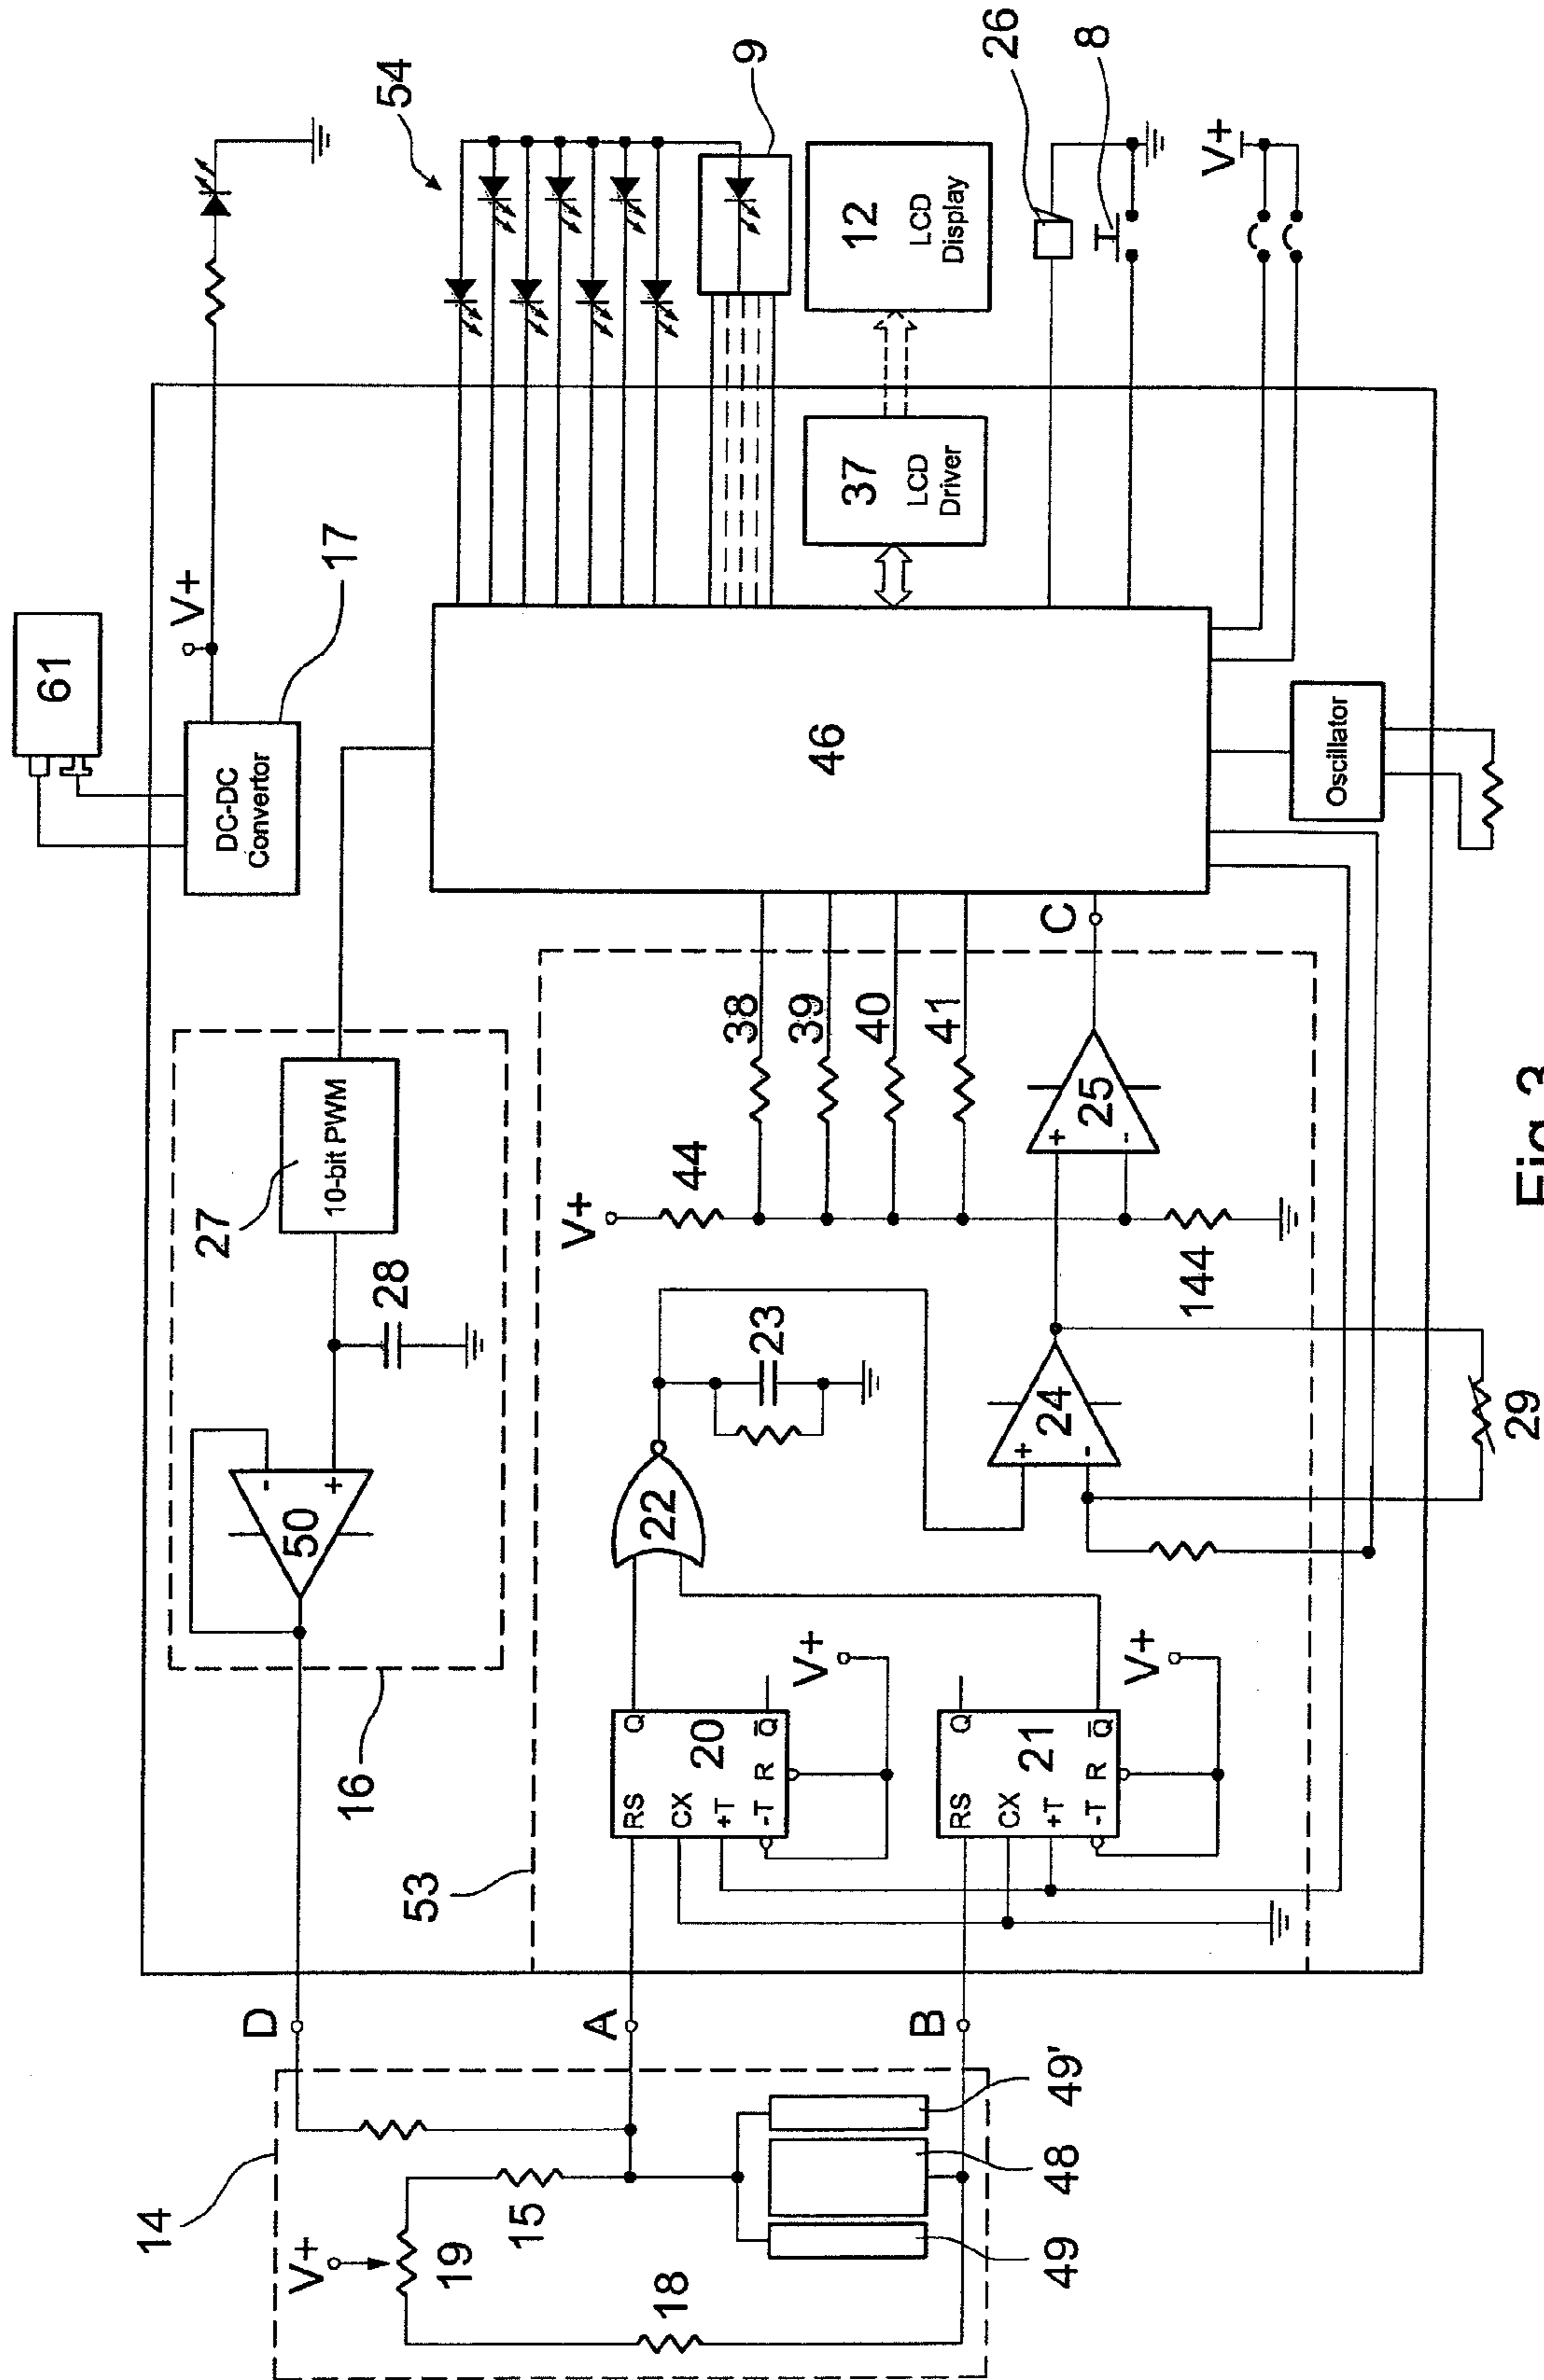 61
V+
DC-DC
Convertor
17
54
9
12
LCD
Display
37
LCD
Driver
26
8
V+
46
Oscillator
C
16
27
10-bit PWM
28
50
-
+
53
V+
44
38
39
40
41
144
25
+
-
24
+
-
29
23
22
20
RS
CX
+T
-T
R
Q
Q̅
V+
21
RS
CX
+T
-T
R
Q
Q̅
V+
D
A
B
14
V+
19
15
18
49
48
49'
Fig 3